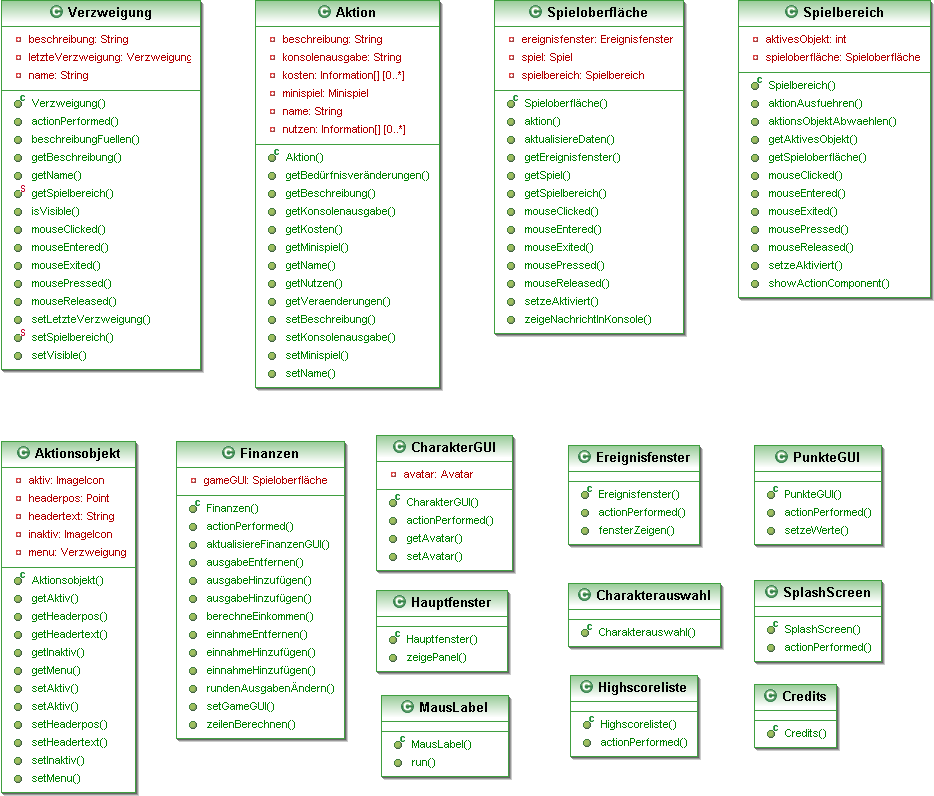 Verzweigung
beschreibung: String
letzteVerzweigung: Verzweigung
name: String
Verzweigung()
actionPerformed()
beschreibungFuellen()
getBeschreibung()
getName()
getSpielbereich()
isVisible()
mouseClicked()
mouseEntered()
mouseExited()
mousePressed()
mouseReleased()
setLetzteVerzweigung()
setSpielbereich()
setVisible()
Aktion
beschreibung: String
konsolenausgabe: String
kosten: Information[] [0..*]
minispiel: Minispiel
name: String
nutzen: Information[] [0..*]
Aktion()
getBedürfnisveränderungen()
getBeschreibung()
getKonsolenausgabe()
getKosten()
getMinispiel()
getName()
getNutzen()
getVeraenderungen()
setBeschreibung()
setKonsolenausgabe()
setMinispiel()
setName()
Spieloberfläche
ereignisfenster: Ereignisfenster
spiel: Spiel
spielbereich: Spielbereich
Spieloberfläche()
aktion()
aktualisiereDaten()
getEreignisfenster()
getSpiel()
getSpielbereich()
mouseClicked()
mouseEntered()
mouseExited()
mousePressed()
mouseReleased()
setzeAktiviert()
zeigeNachrichtInKonsole()
Spielbereich
aktivesObjekt: int
spieloberfläche: Spieloberfläche
Spielbereich()
aktionAusfuehren()
aktionsObjektAbwaehlen()
getAktivesObjekt()
getSpieloberfläche()
mouseClicked()
mouseEntered()
mouseExited()
mousePressed()
mouseReleased()
setzeAktiviert()
showActionComponent()
Aktionsobjekt
aktiv: ImageIcon
headerpos: Point
headertext: String
inaktiv: ImageIcon
menu: Verzweigung
Aktionsobjekt()
getAktiv()
getHeaderpos()
getHeadertext()
getInaktiv()
getMenu()
setAktiv()
setAktiv()
setHeaderpos()
setHeadertext()
setInaktiv()
setMenu()
Finanzen
gameGUI: Spieloberfläche
Finanzen()
actionPerformed()
aktualisiereFinanzenGUI()
ausgabeEntfernen()
ausgabeHinzufügen()
ausgabeHinzufügen()
berechneEinkommen()
einnahmeEntfernen()
einnahmeHinzufügen()
einnahmeHinzufügen()
rundenAusgabenÄndern()
setGameGUI()
zeilenBerechnen()
CharakterGUI
avatar: Avatar
CharakterGUI()
actionPerformed()
getAvatar()
setAvatar()
Hauptfenster
Hauptfenster()
zeigePanel()
MausLabel
MausLabel()
run()
Ereignisfenster
Ereignisfenster()
actionPerformed()
fensterZeigen()
Charakterauswahl
Charakterauswahl()
Highscoreliste
Highscoreliste()
actionPerformed()
PunkteGUI
PunkteGUI()
actionPerformed()
setzeWerte()
SplashScreen
SplashScreen()
actionPerformed()
Credits
Credits()